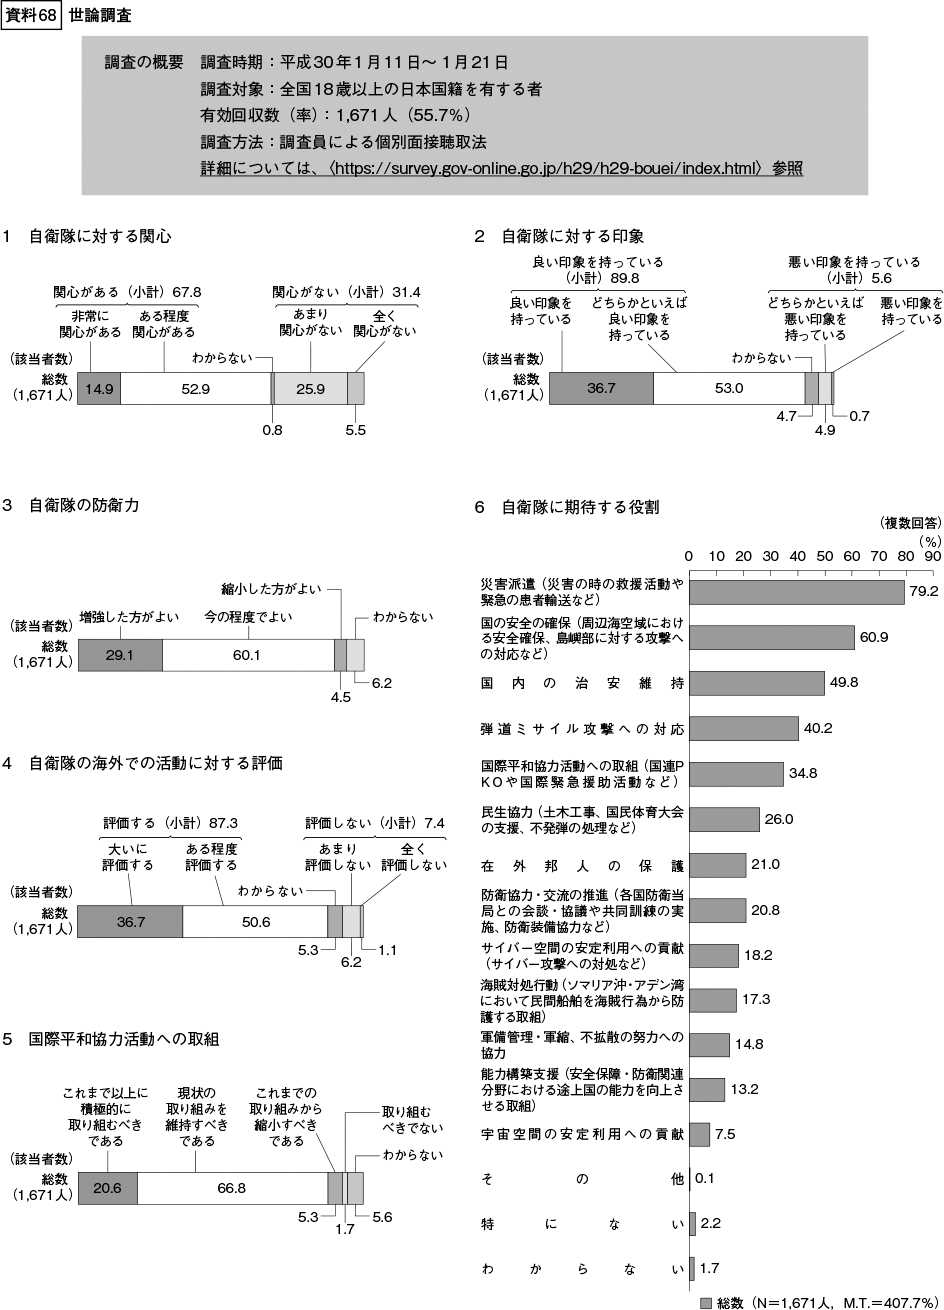 資料68 世論調査
調査の概要 調査時期：平成30年1月11日～1月21日
調査対象：全国18歳以上の日本国籍を有する者
有効回収数（率）：1,671人（55.7%）
調査方法：調査員による個別面接聴取法
詳細については、〈https://survey.gov-online.go.jp/h29/h29-bouei/index.html〉参照
1 自衛隊に対する関心
関心がある（小計）67.8 関心がない（小計）31.4
非常に
関心がある
ある程度
関心がある
わからない
あまり
関心がない
全く
関心がない
（該当者数）
総数
（1,671人）
14.9 52.9 25.9
0.8 5.5
2 自衛隊に対する印象
良い印象を持っている
（小計）89.8
悪い印象を持っている
（小計）5.6
良い印象を
持っている
どちらかといえば
良い印象を
持っている
わからない
どちらかといえば
悪い印象を
持っている
悪い印象を
持っている
（該当者数）
総数
（1,671人）
36.7 53.0
4.7 4.9 0.7
3 自衛隊の防衛力
増強した方がよい 今の程度でよい 縮小した方がよい わからない
（該当者数）
総数
（1,671人）
29.1 60.1
4.5 6.2
4 自衛隊の海外での活動に対する評価
評価する（小計）87.3 評価しない（小計）7.4
大いに
評価する
ある程度
評価する
わからない
あまり
評価しない
全く
評価しない
（該当者数）
総数
（1,671人）
36.7 50.6
5.3 6.2 1.1
5 国際平和協力活動への取組
これまで以上に
積極的に
取り組むべき
である
現状の
取り組みを
維持すべき
である
これまでの
取り組みから
縮小すべき
である
取り組む
べきでない
わからない
（該当者数）
総数
（1,671人）
20.6 66.8
5.3 1.7 5.6
6 自衛隊に期待する役割
（複数回答）
（%）
0 10 20 30 40 50 60 70 80 90
災害派遣（災害の時の救援活動や
緊急の患者輸送など）
79.2
国の安全の確保（周辺海空域におけ
る安全確保、島嶼部に対する攻撃へ
の対応など）
60.9
国内の治安維持 49.8
弾道ミサイル攻撃への対応 40.2
国際平和協力活動への取組（国連P
KOや国際緊急援助活動など）
34.8
民生協力（土木工事、国民体育大会
の支援、不発弾の処理など）
26.0
在外邦人の保護 21.0
防衛協力・交流の推進（各国防衛当
局との会談・協議や共同訓練の実
施、防衛装備協力など）
20.8
サイバー空間の安定利用への貢献
（サイバー攻撃への対処など）
18.2
海賊対処行動（ソマリア沖・アデン湾
において民間船舶を海賊行為から防
護する取組）
17.3
軍備管理・軍縮、不拡散の努力への
協力
14.8
能力構築支援（安全保障・防衛関連
分野における途上国の能力を向上さ
せる取組）
13.2
宇宙空間の安定利用への貢献 7.5
その他 0.1
特にない 2.2
わからない 1.7
総数（N＝1,671人，M.T.＝407.7%）